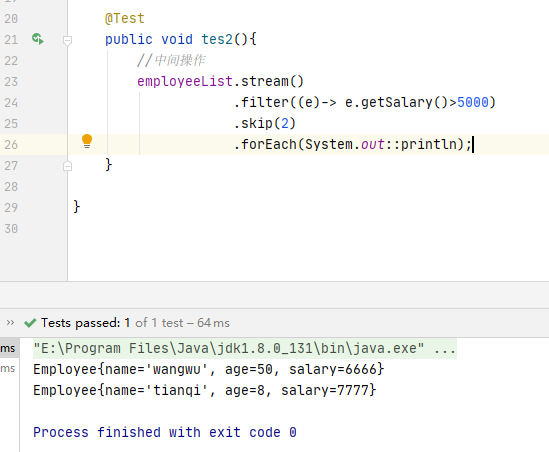 20 @Test
21 public void tes2(){
22 //中间操作
23 employeeList.stream()
24 .filter((e)-> e.getSalary()>5000)
25 .skip(2)
26 .forEach(System.out::println);
27 }
28
29 }
30
Tests passed: 1 of 1 test – 64 ms
ms "E:\Program Files\Java\jdk1.8.0_131\bin\java.exe" ...
ms Employee{name='wangwu', age=50, salary=6666}
Employee{name='tianqi', age=8, salary=7777}
Process finished with exit code 0